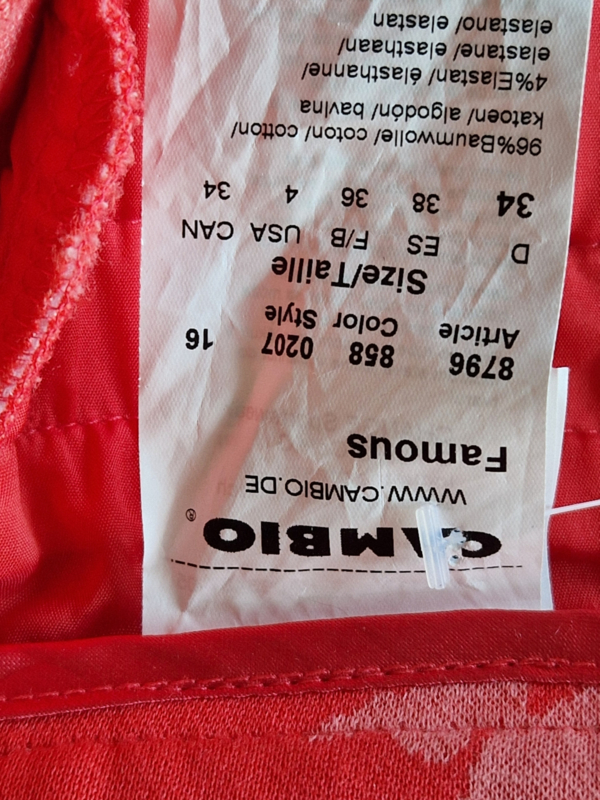 CAMBIO®
WWW.CAMBIO.DE
Famous
8796 858 0207 16
Article Color Style
Size/Taille
D ES F/B USA CAN
34 38 36 4 34
96%Baumwolle/ coton/ cotton/
katoen/ algodón/ bavlna
4%Elasthan/ élasthanne/
elastane/ elasthaan/
elastano/ elastan